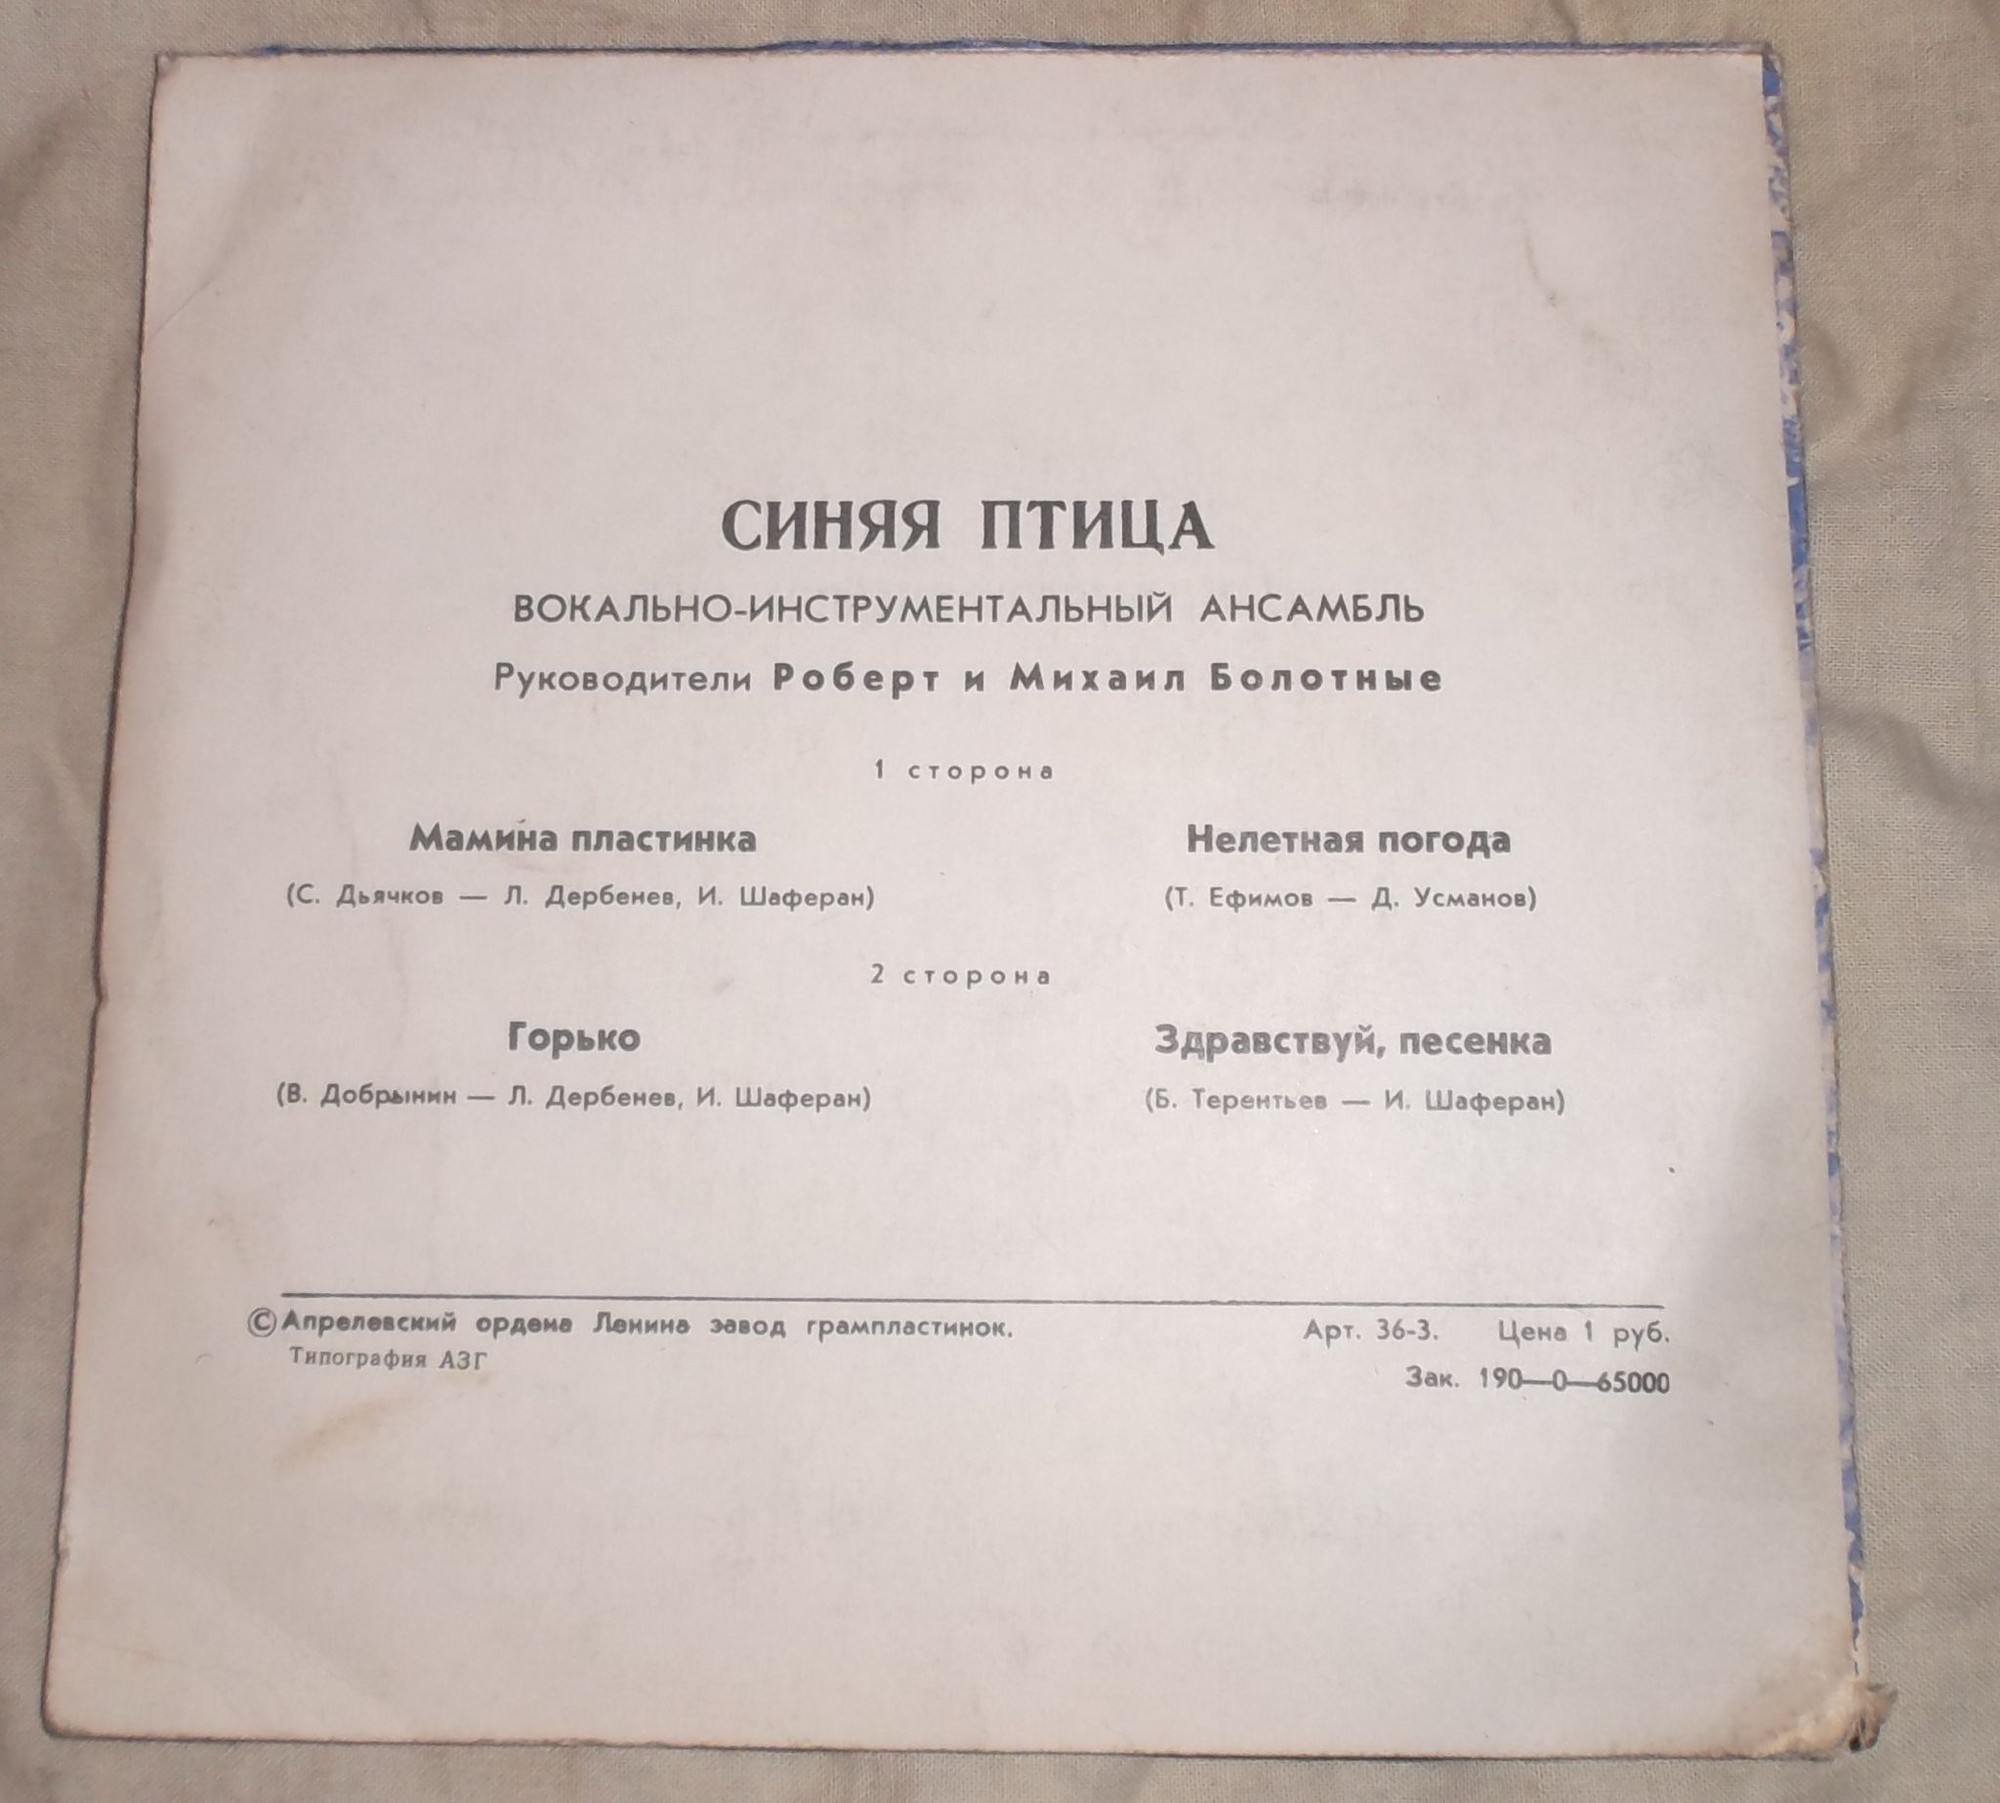 СИНЯЯ ПТИЦА
ВОКАЛЬНО-ИНСТРУМЕНТАЛЬНЫЙ АНСАМБЛЬ
Руководители Роберт и Михаил Болотные
1 сторона
Мамина пластинка
(С. Дьячков — Л. Дербенев, И. Шаферан)
Нелетная погода
(Т. Ефимов — Д. Усманов)
2 сторона
Горько
(В. Добрынин — Л. Дербенев, И. Шаферан)
Здравствуй, песенка
(Б. Терентьев — И. Шаферан)
© Апрелевский ордена Ленина завод грампластинок.
Типография АЗГ
Арт. 36-3. Цена 1 руб.
Зак. 190—0—65000